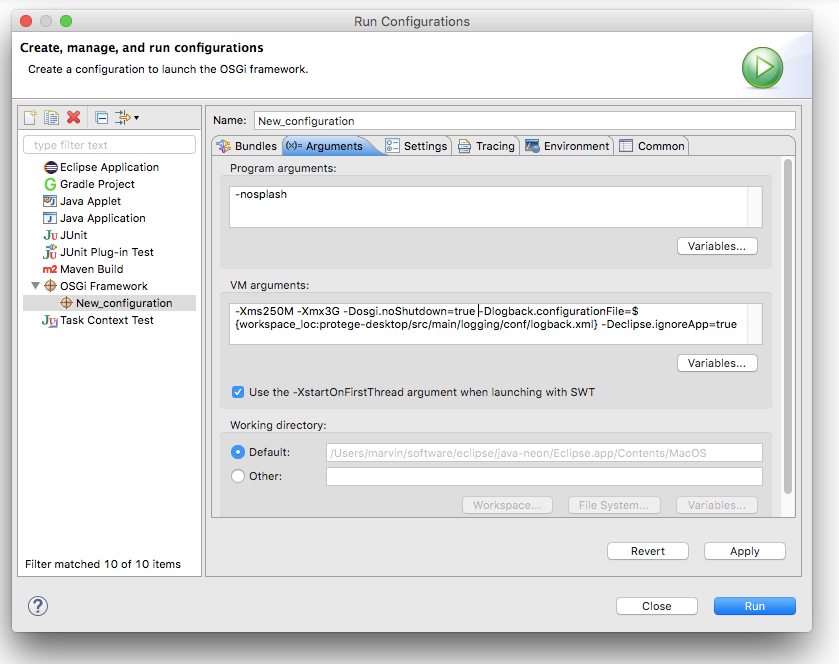 Run Configurations
Create, manage, and run configurations
Create a configuration to launch the OSGi framework.
Name: New_configuration
type filter text
Bundles (x)= Arguments Settings Tracing Environment Common
Eclipse Application
G Gradle Project
Java Applet
J Java Application
Ju JUnit
Ju JUnit Plug-in Test
m2 Maven Build
OSGi Framework
New_configuration
Ju Task Context Test
Filter matched 10 of 10 items
Program arguments:
-nosplash
Variables...
VM arguments:
-Xms250M -Xmx3G -Dosgi.noShutdown=true -Dlogback.configurationFile=$
{workspace_loc:protege-desktop/src/main/logging/conf/logback.xml} -Declipse.ignoreApp=true
Variables...
Use the -XstartOnFirstThread argument when launching with SWT
Working directory:
Default: /Users/marvin/software/eclipse/java-neon/Eclipse.app/Contents/MacOS
Other:
Workspace... File System... Variables...
Revert Apply
? Close Run